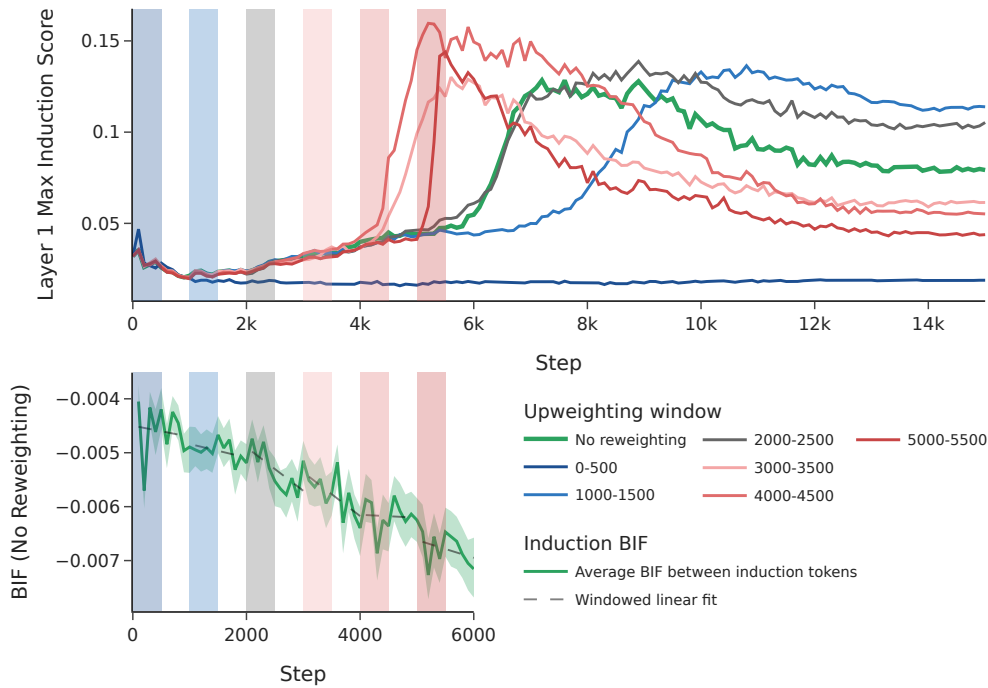 Layer 1 Max Induction Score
0.15
0.1
0.05
0
2k
4k
6k
8k
10k
12k
14k
Step
BIF (No Reweighting)
−0.004
−0.005
−0.006
−0.007
0
2000
4000
6000
Step
Upweighting window
No reweighting
2000-2500
5000-5500
0-500
3000-3500
1000-1500
4000-4500
Induction BIF
Average BIF between induction tokens
Windowed linear fit